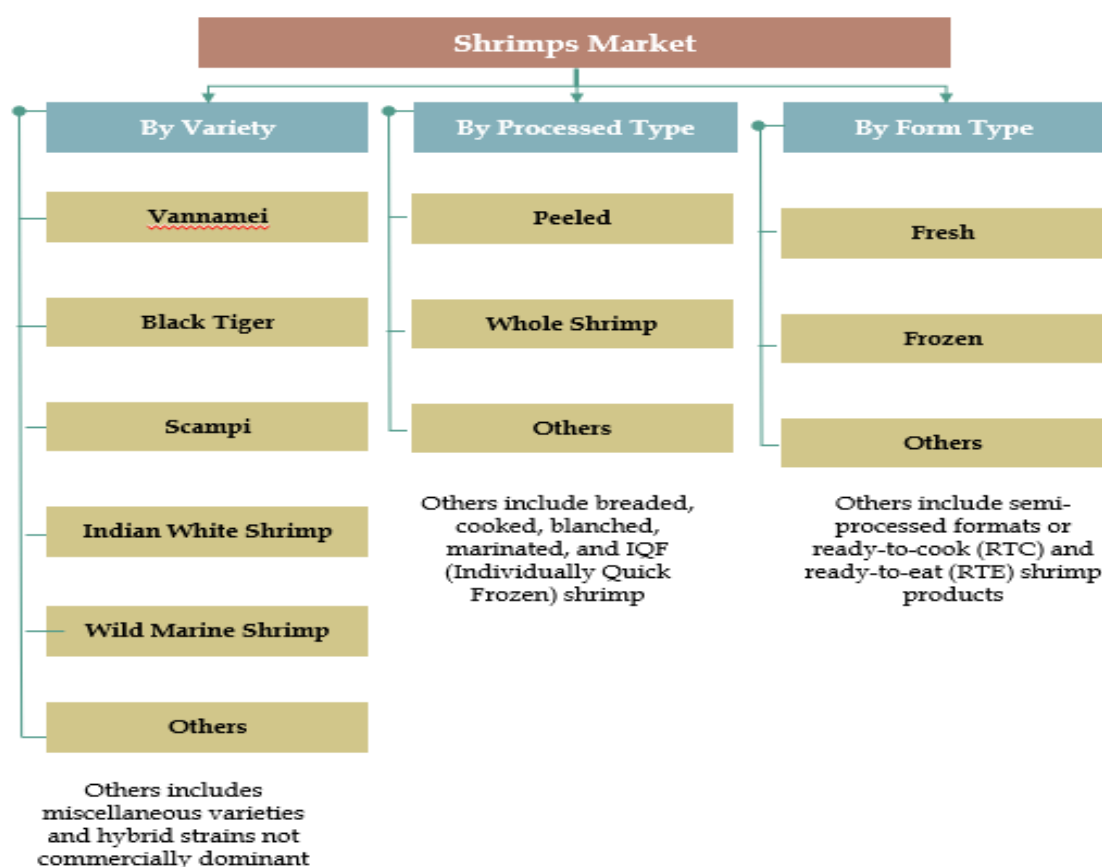 Shrimps Market
By Variety
Vannamei
Black Tiger
Scampi
Indian White Shrimp
Wild Marine Shrimp
Others
Others includes
miscellaneous varieties
and hybrid strains not
commercially dominant
By Processed Type
Peeled
Whole Shrimp
Others
Others include breaded,
cooked, blanched,
marinated, and IQF
(Individually Quick
Frozen) shrimp
By Form Type
Fresh
Frozen
Others
Others include semi-
processed formats or
ready-to-cook (RTC) and
ready-to-eat (RTE) shrimp
products